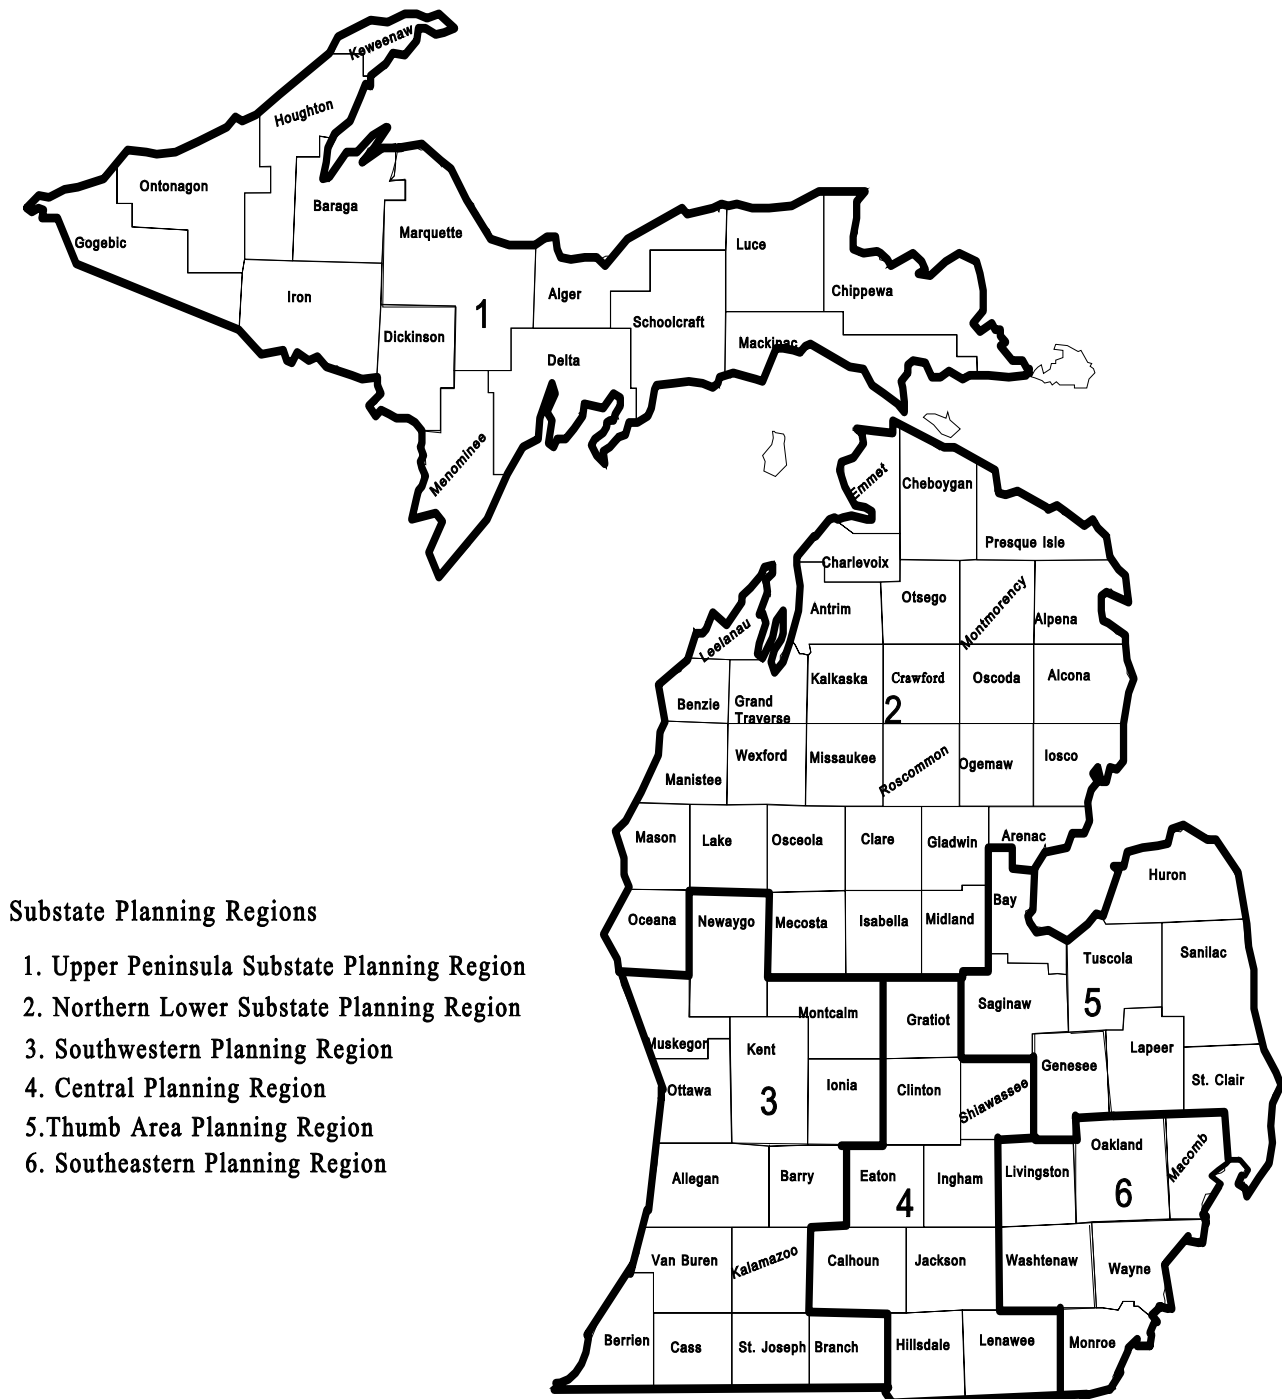 Keweenaw
Houghton
Ontonagon
Baraga
Gogebic
Marquette
Luce
Iron
Alger
Chippewa
1
Schoolcraft
Dickinson
Mackinac
Delta
Menominee
Emmet
Cheboygan
Presque Isle
Charlevoix
Otsego
Montmorency
Antrim
Alpena
Leelanau
Kalkaska
Crawford
Oscoda
Alcona
Benzie
Grand
Traverse
2
Wexford
Missaukee
Roscommon
Ogemaw
Iosco
Manistee
Mason
Lake
Osceola
Clare
Gladwin
Arenac
Huron
Bay
Oceana
Newaygo
Mecosta
Isabella
Midland
Tuscola
Sanilac
Substate Planning Regions
1. Upper Peninsula Substate Planning Region
2. Northern Lower Substate Planning Region
3. Southwestern Planning Region
4. Central Planning Region
5.Thumb Area Planning Region
6. Southeastern Planning Region
Saginaw
5
Montcalm
Gratiot
Muskegon
Kent
Lapeer
Genesee
Ottawa
Ionia
Clinton
Shiawassee
St. Clair
3
Oakland
Macomb
Allegan
Barry
Eaton
Ingham
Livingston
4
6
Van Buren
Kalamazoo
Calhoun
Jackson
Washtenaw
Wayne
Berrien
Cass
St. Joseph
Branch
Hillsdale
Lenawee
Monroe